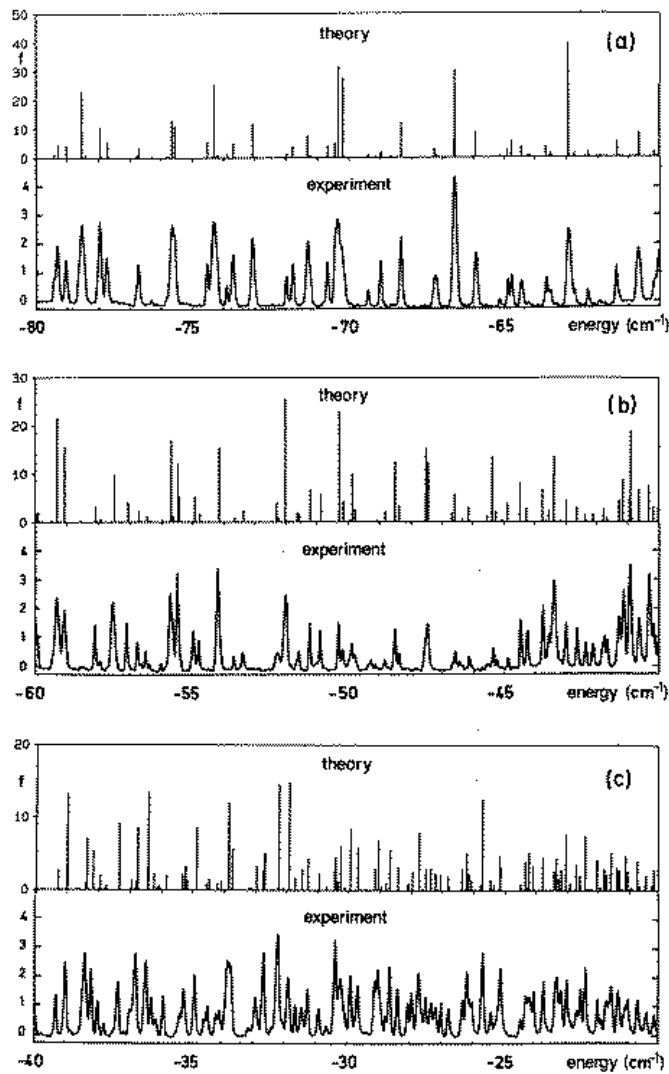 50
40
30
20
10
0
f
theory
(a)
experiment
4
3
2
1
0
-80
-75
-70
-65
energy (cm⁻¹)
30
20
10
0
f
theory
(b)
experiment
4
3
2
1
0
-60
-55
-50
-45
energy (cm⁻¹)
20
10
0
f
theory
(c)
experiment
4
3
2
1
0
-40
-35
-30
-25
energy (cm⁻¹)